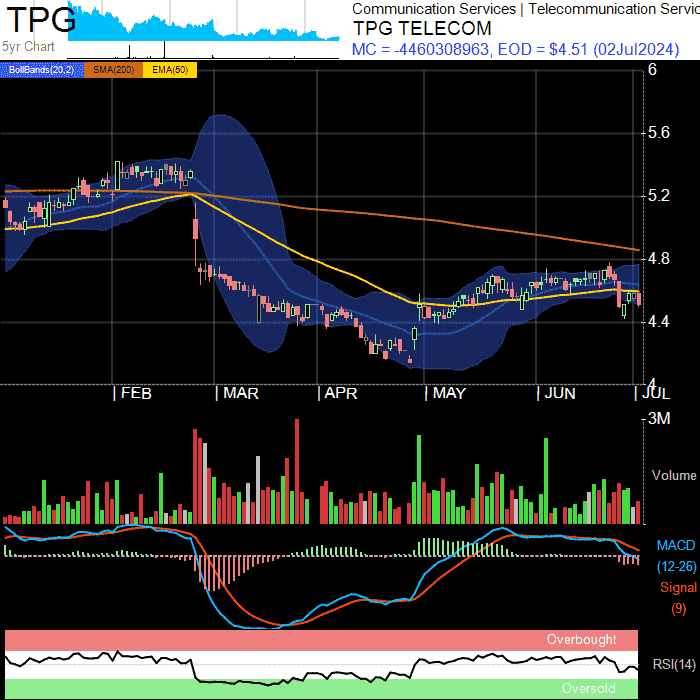 TPG
5yr Chart
Communication Services | Telecommunication Servic
TPG TELECOM
MC = -4460308963, EOD = $4.51 (02Jul2024)
BollBands(20,2) SMA(200) EMA(50)
6
5.6
5.2
4.8
4.4
4
FEB MAR APR MAY JUN JUL
3M
Volume
MACD
(12-26)
Signal
(9)
Overbought
RSI(14)
Oversold